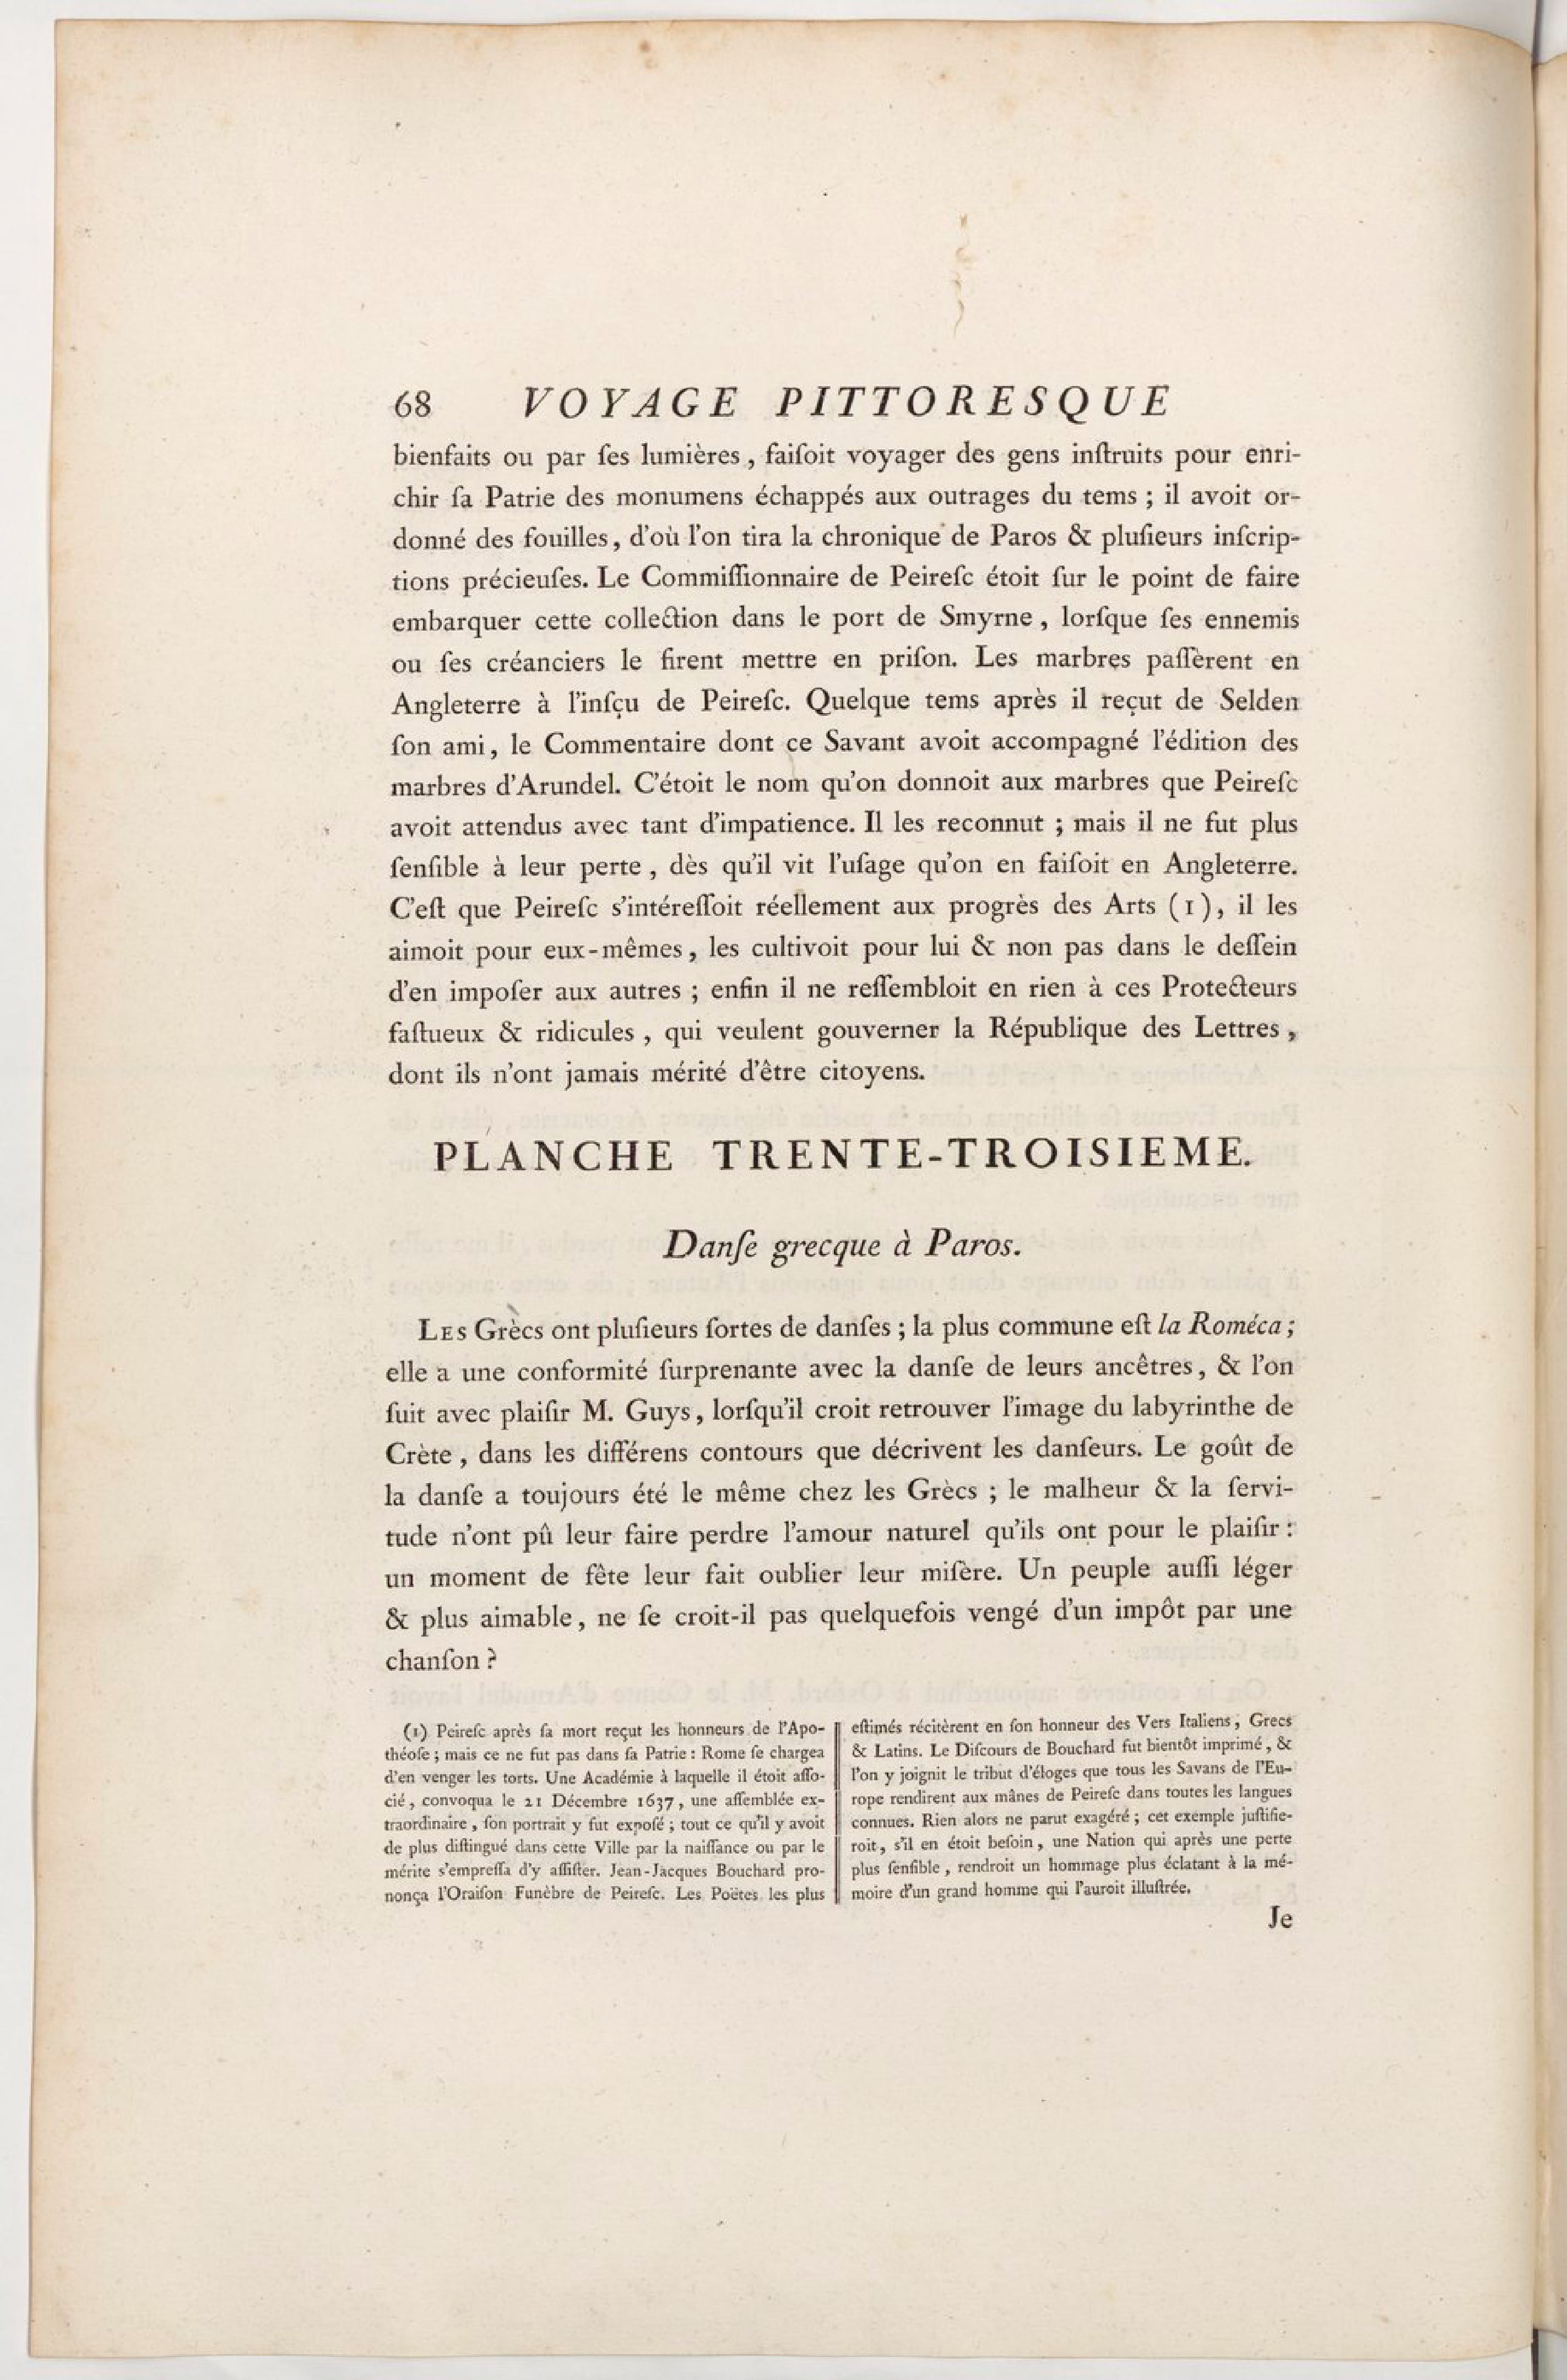 68 VOYAGE PITTORESQUE
bienfaits ou par ſes lumières, faiſoit voyager des gens inſtruits pour enri-
chir ſa Patrie des monumens échappés aux outrages du tems ; il avoit or-
donné des fouilles, d'où l'on tira la chronique de Paros & pluſieurs inſcrip-
tions précieuſes. Le Commiſſionnaire de Peireſc étoit ſur le point de faire
embarquer cette collection dans le port de Smyrne, lorſque ſes ennemis
ou ſes créanciers le firent mettre en priſon. Les marbres paſſèrent en
Angleterre à l'inſçu de Peireſc. Quelque tems après il reçut de Selden
ſon ami, le Commentaire dont ce Savant avoit accompagné l'édition des
marbres d'Arundel. C'étoit le nom qu'on donnoit aux marbres que Peireſc
avoit attendus avec tant d'impatience. Il les reconnut ; mais il ne fut plus
ſenſible à leur perte, dès qu'il vit l'uſage qu'on en faiſoit en Angleterre.
C'eſt que Peireſc s'intéreſſoit réellement aux progrès des Arts (1), il les
aimoit pour eux-mêmes, les cultivoit pour lui & non pas dans le deſſein
d'en impoſer aux autres ; enfin il ne reſſembloit en rien à ces Protecteurs
faſtueux & ridicules, qui veulent gouverner la République des Lettres,
dont ils n'ont jamais mérité d'être citoyens.
PLANCHE TRENTE-TROISIEME.
Danſe grecque à Paros.
LES Grècs ont pluſieurs ſortes de danſes ; la plus commune eſt la Roméca ;
elle a une conformité ſurprenante avec la danſe de leurs ancêtres, & l'on
ſuit avec plaiſir M. Guys, lorſqu'il croit retrouver l'image du labyrinthe de
Crète, dans les différens contours que décrivent les danſeurs. Le goût de
la danſe a toujours été le même chez les Grècs ; le malheur & la ſervi-
tude n'ont pû leur faire perdre l'amour naturel qu'ils ont pour le plaiſir :
un moment de fête leur fait oublier leur miſère. Un peuple auſſi léger
& plus aimable, ne ſe croit-il pas quelquefois vengé d'un impôt par une
chanſon ?
(1) Peireſc après ſa mort reçut les honneurs de l'Apo-
théoſe ; mais ce ne fut pas dans ſa Patrie : Rome ſe chargea
d'en venger les torts. Une Académie à laquelle il étoit aſſo-
cié, convoqua le 21 Décembre 1637, une aſſemblée ex-
traordinaire, ſon portrait y fut expoſé ; tout ce qu'il y avoit
de plus diſtingué dans cette Ville par la naiſſance ou par le
mérite s'empreſſa d'y aſſiſter. Jean-Jacques Bouchard pro-
nonça l'Oraiſon Funèbre de Peireſc. Les Poëtes les plus
eſtimés récitèrent en ſon honneur des Vers Italiens, Grecs
& Latins. Le Diſcours de Bouchard fut bientôt imprimé, &
l'on y joignit le tribut d'éloges que tous les Savans de l'Eu-
rope rendirent aux mânes de Peireſc dans toutes les langues
connues. Rien alors ne parut exagéré ; cet exemple juſtifie-
roit, s'il en étoit beſoin, une Nation qui après une perte
plus ſenſible, rendroit un hommage plus éclatant à la mé-
moire d'un grand homme qui l'auroit illuſtrée.
Je